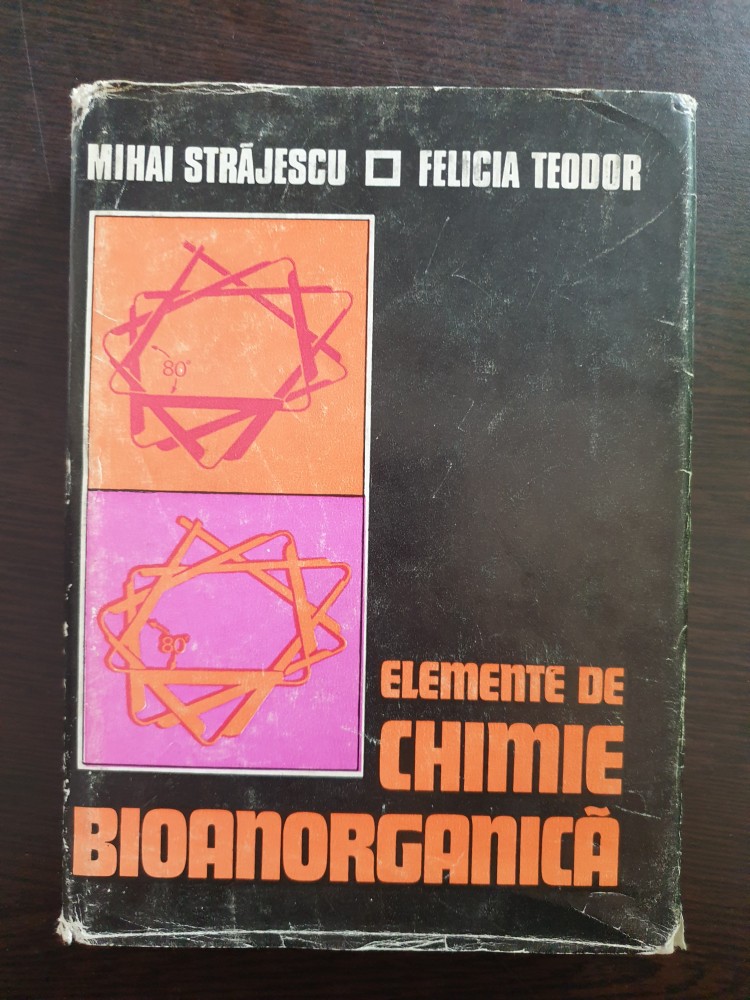 MIHAI STRĂJESCU □ FELICIA TEODOR
80°
80°
ELEMENTE DE
CHIMIE
BIOANORGANICĂ